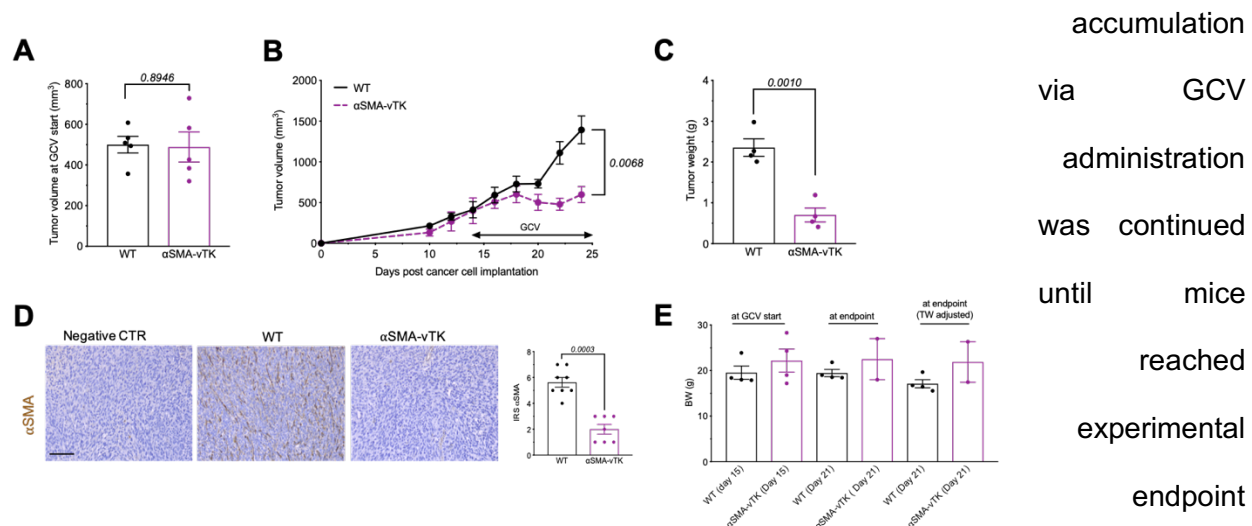 A
Tumor volume at GCV start (mm³)
800
600
400
200
0
0.8946
WT
αSMA-vTK
B
Tumor volume (mm³)
2000
1500
1000
500
0
WT
αSMA-vTK
0.0068
GCV
0
5
10
15
20
25
Days post cancer cell implantation
C
Tumor weight (g)
4
3
2
1
0
0.0010
WT
αSMA-vTK
D
Negative CTR
WT
αSMA-vTK
αSMA
IRS αSMA
8
6
4
2
0
0.0003
WT
αSMA-vTK
E
at GCV start
at endpoint
at endpoint
(TW adjusted)
BW (g)
30
20
10
0
WT (day 15)
αSMA-vTK (Day 15)
WT (Day 21)
αSMA-vTK ( Day 21)
WT (Day 21)
αSMA-vTK (Day 21)
accumulation
via GCV
administration
was continued
until mice
reached
experimental
endpoint